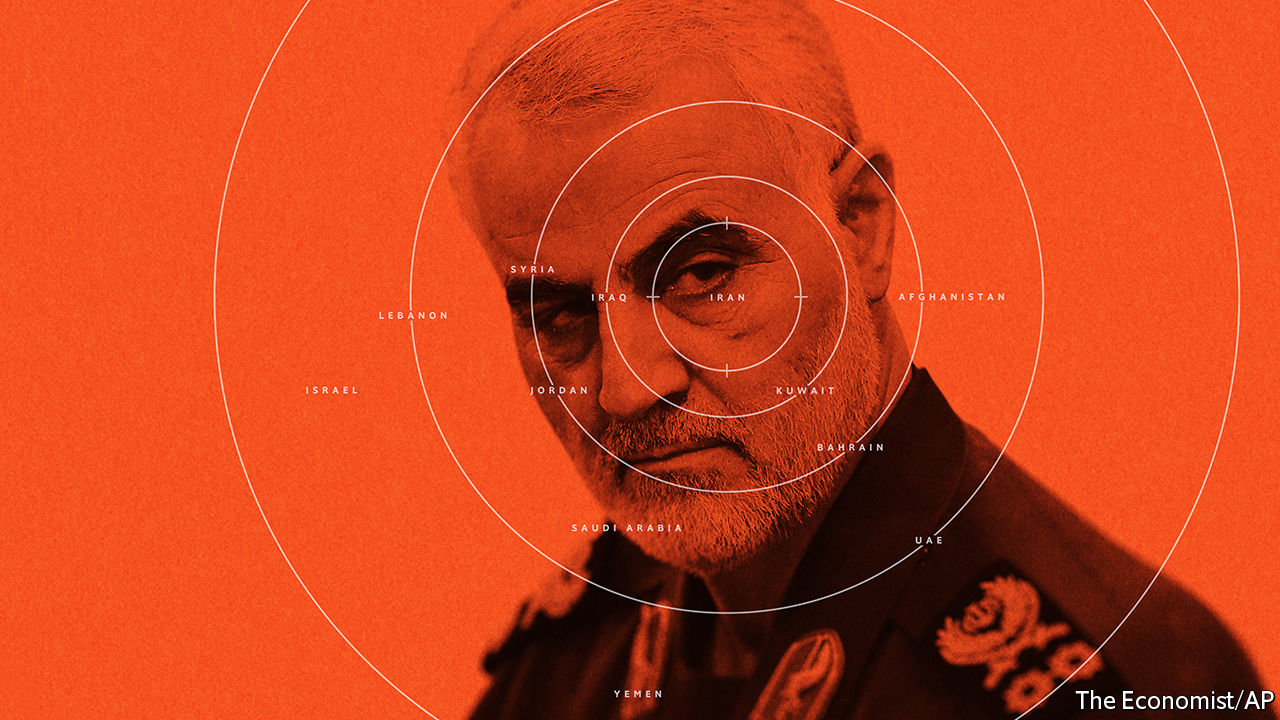 SYRIA
IRAQ
IRAN
AFGHANISTAN
LEBANON
ISRAEL
JORDAN
KUWAIT
BAHRAIN
SAUDI ARABIA
UAE
YEMEN
The Economist/AP